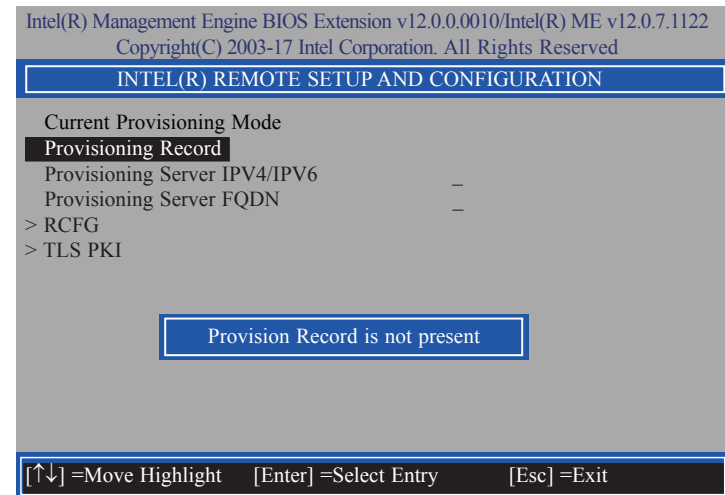 Intel(R) Management Engine BIOS Extension v12.0.0.0010/Intel(R) ME v12.0.7.1122
Copyright(C) 2003-17 Intel Corporation. All Rights Reserved
INTEL(R) REMOTE SETUP AND CONFIGURATION
Current Provisioning Mode
Provisioning Record
Provisioning Server IPV4/IPV6 _
Provisioning Server FQDN _
> RCFG
> TLS PKI
Provision Record is not present
[↑↓] =Move Highlight [Enter] =Select Entry [Esc] =Exit